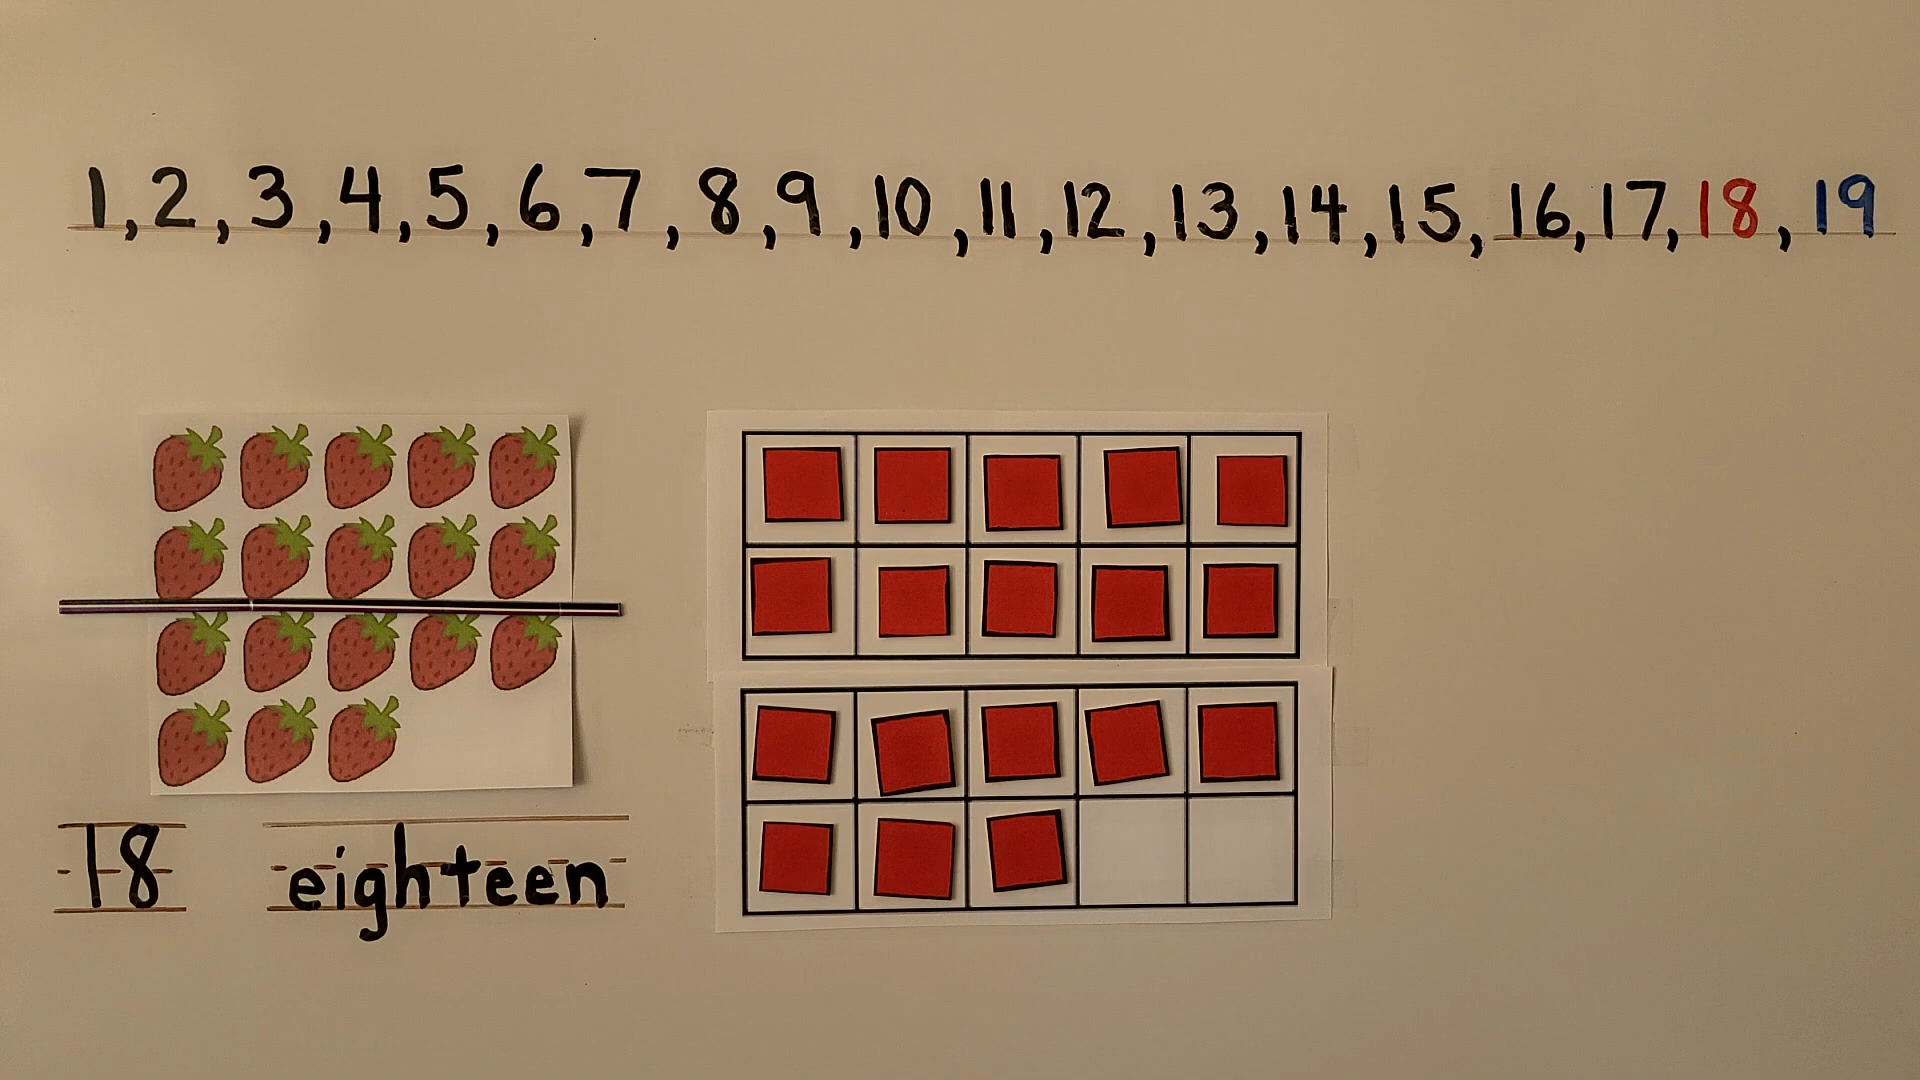 1, 2, 3, 4, 5, 6, 7, 8, 9, 10, 11, 12, 13, 14, 15, 16, 17, 18, 19
18 eighteen